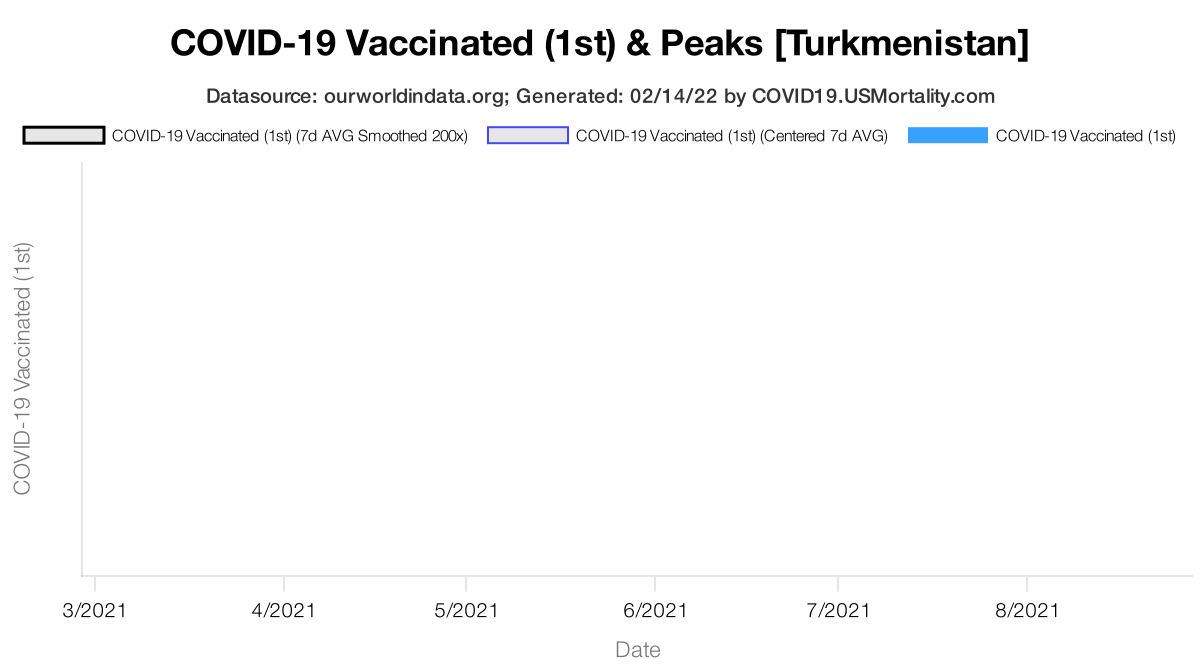 COVID-19 Vaccinated (1st) & Peaks [Turkmenistan]
Datasource: ourworldindata.org; Generated: 02/14/22 by COVID19.USMortality.com
COVID-19 Vaccinated (1st) (7d AVG Smoothed 200x) COVID-19 Vaccinated (1st) (Centered 7d AVG) COVID-19 Vaccinated (1st)
COVID-19 Vaccinated (1st)
3/2021 4/2021 5/2021 6/2021 7/2021 8/2021
Date